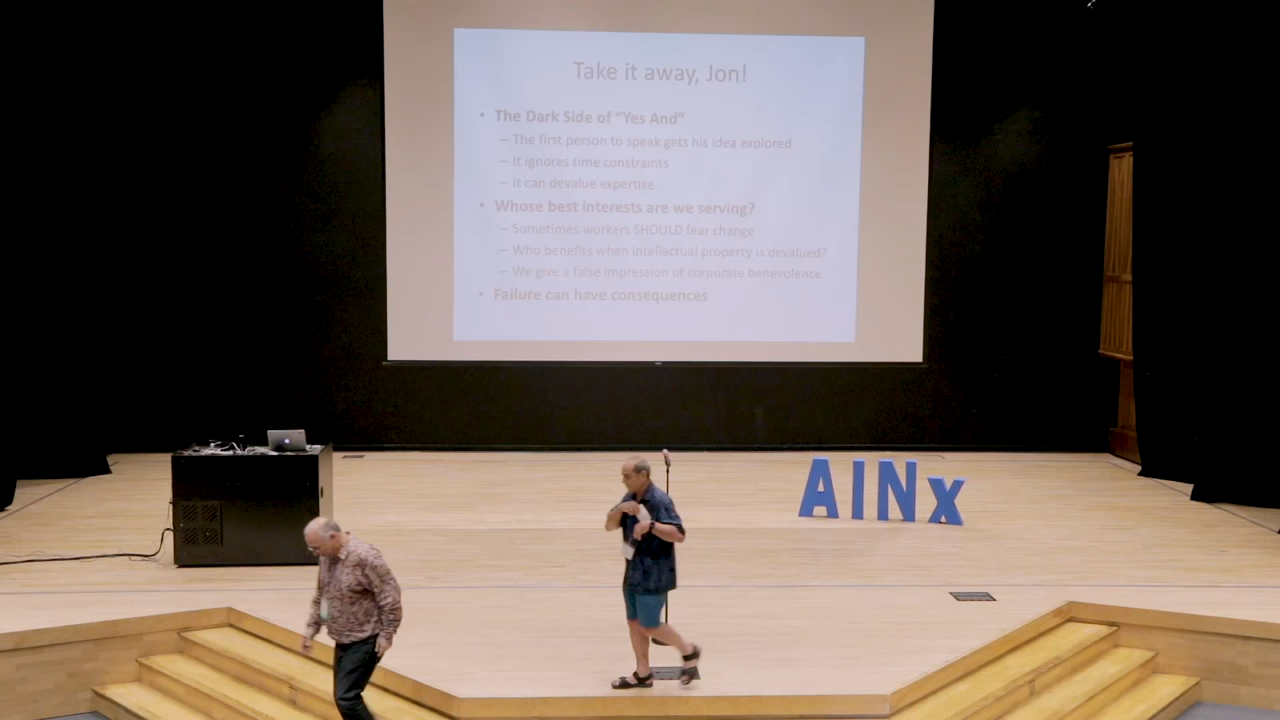 Take it away, Jon!
• The Dark Side of "Yes And"
– The first person to speak gets his idea explored
– It ignores time constraints
– It can devalue expertise
• Whose best interests are we serving?
– Sometimes workers SHOULD fear change
– Who benefits when intellectual property is devalued?
– We give a false impression of corporate benevolence
• Failure can have consequences
AINx